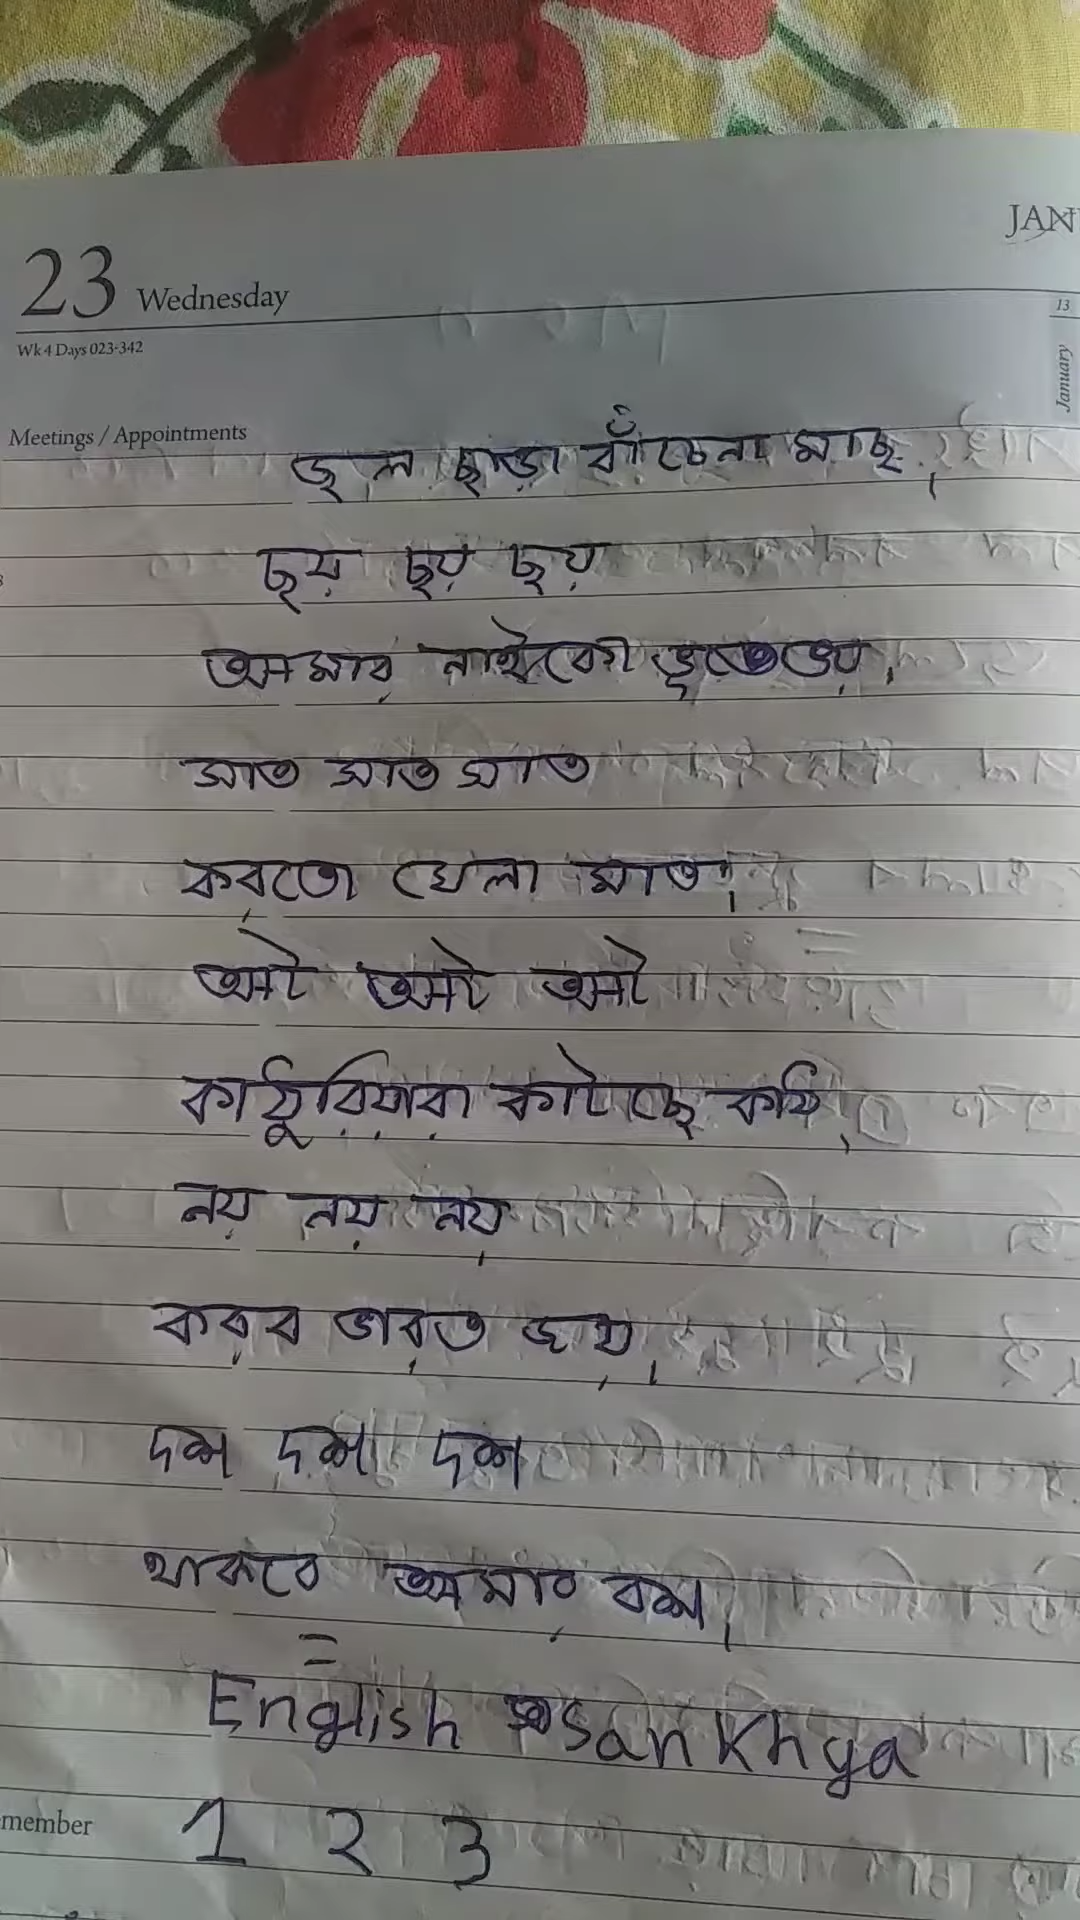 JAN
23 Wednesday
13
Wk 4 Days 023-342
January
Meetings / Appointments
জল ছাড়া বাঁচেনা মাছ,
ছয় ছয় ছয়
আমার নাইকো ভূতেভয়।
সাত সাত সাত
করতো খেলা মাত।
আট আট আট
কাঠুরিয়ারা কাটছে কাঠ,
নয় নয় নয়
করব ভারত জয়।
দশ দশ দশ
থাকবে আমার বশ।
=
English sankhya
1 2 3
member